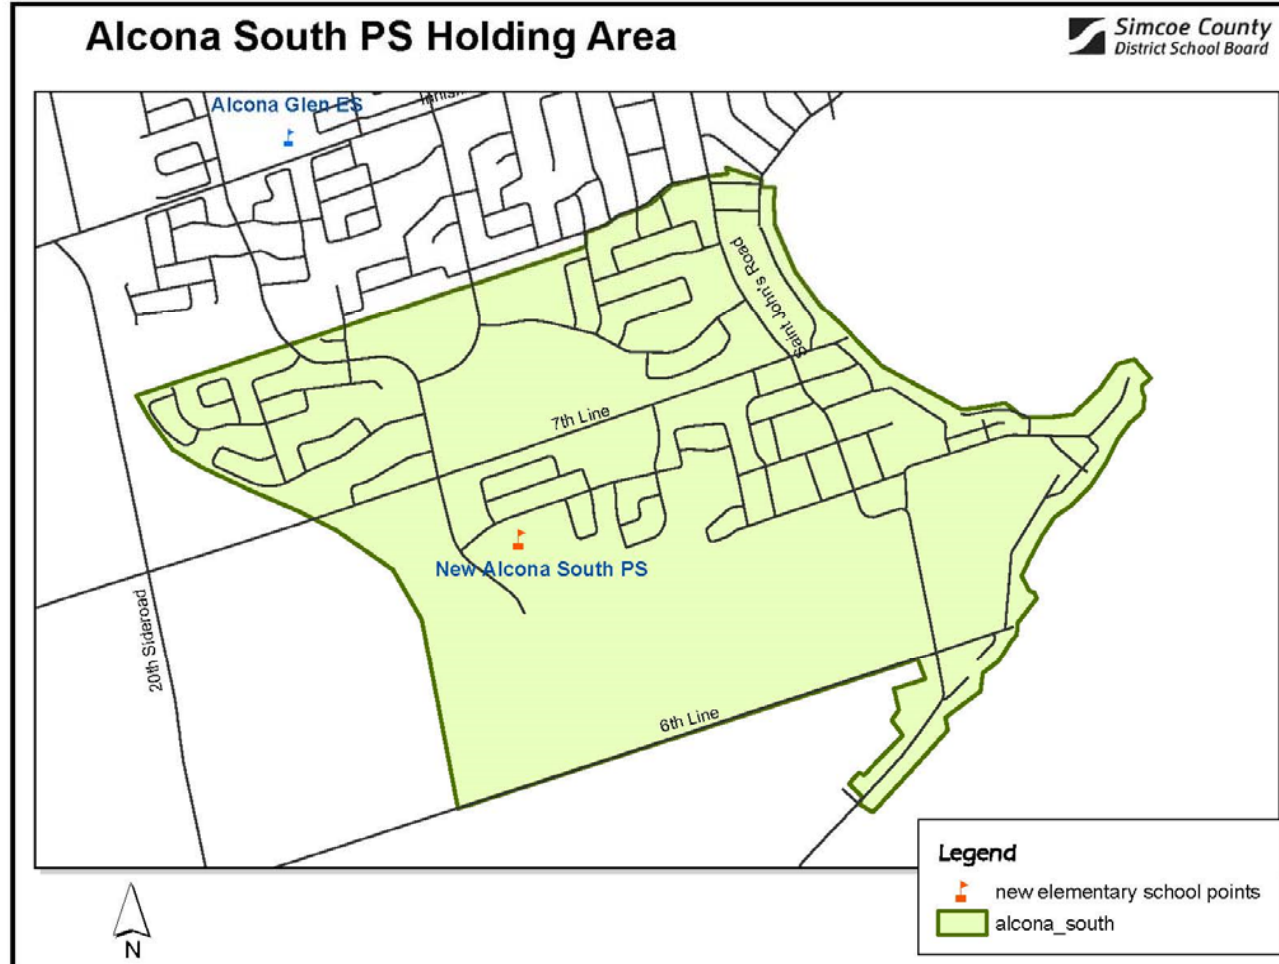 Alcona South PS Holding Area
Simcoe County
District School Board
Alcona Glen ES
Saint John's Road
7th Line
New Alcona South PS
20th Sideroad
6th Line
Legend
new elementary school points
alcona_south
N